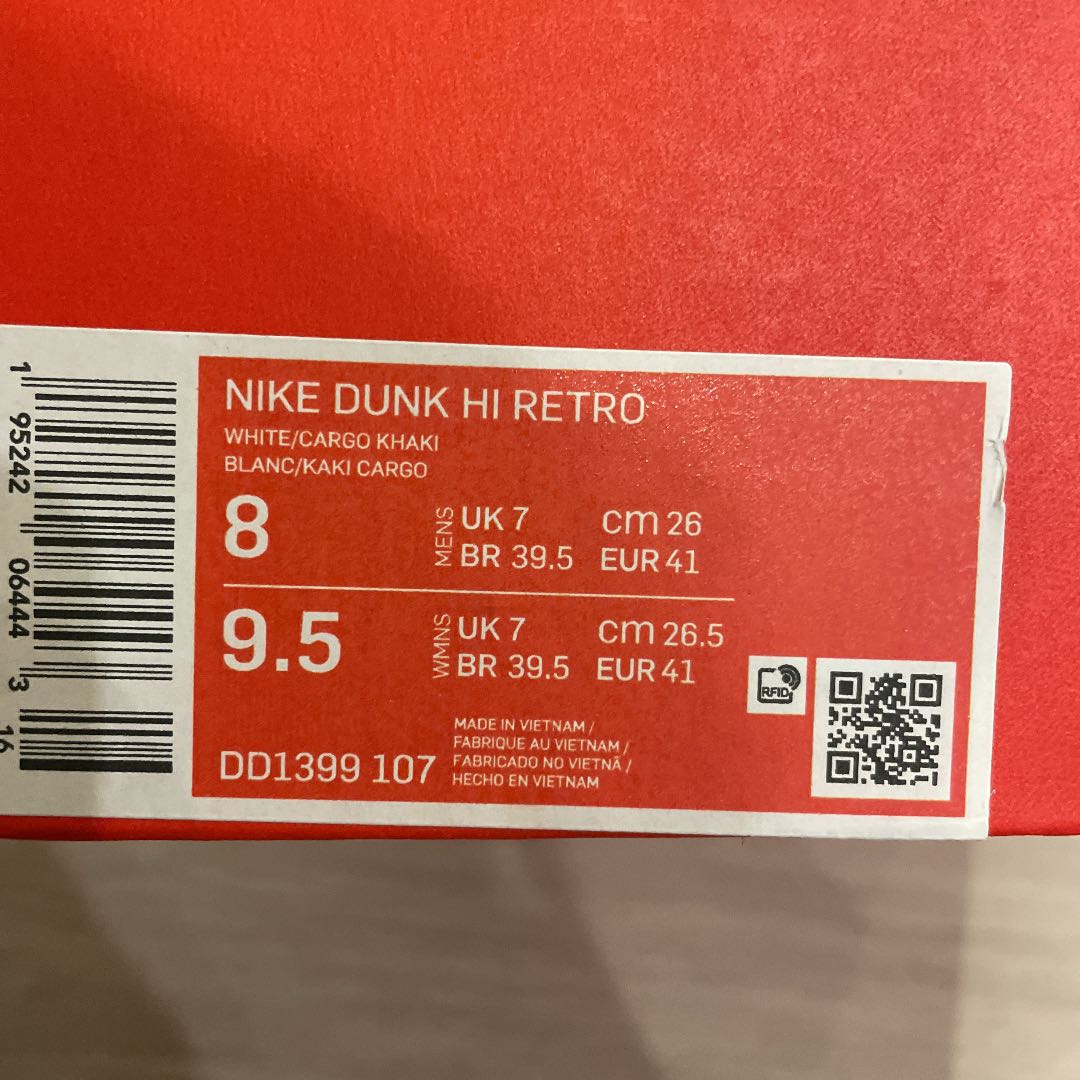 NIKE DUNK HI RETRO
WHITE/CARGO KHAKI
BLANC/KAKI CARGO
8
MENS
UK 7 cm 26
BR 39.5 EUR 41
9.5
WMNS
UK 7 cm 26.5
BR 39.5 EUR 41
DD1399 107
MADE IN VIETNAM /
FABRIQUE AU VIETNAM /
FABRICADO NO VIETNÃ /
HECHO EN VIETNAM
RFID
1 95242 06444 3 16